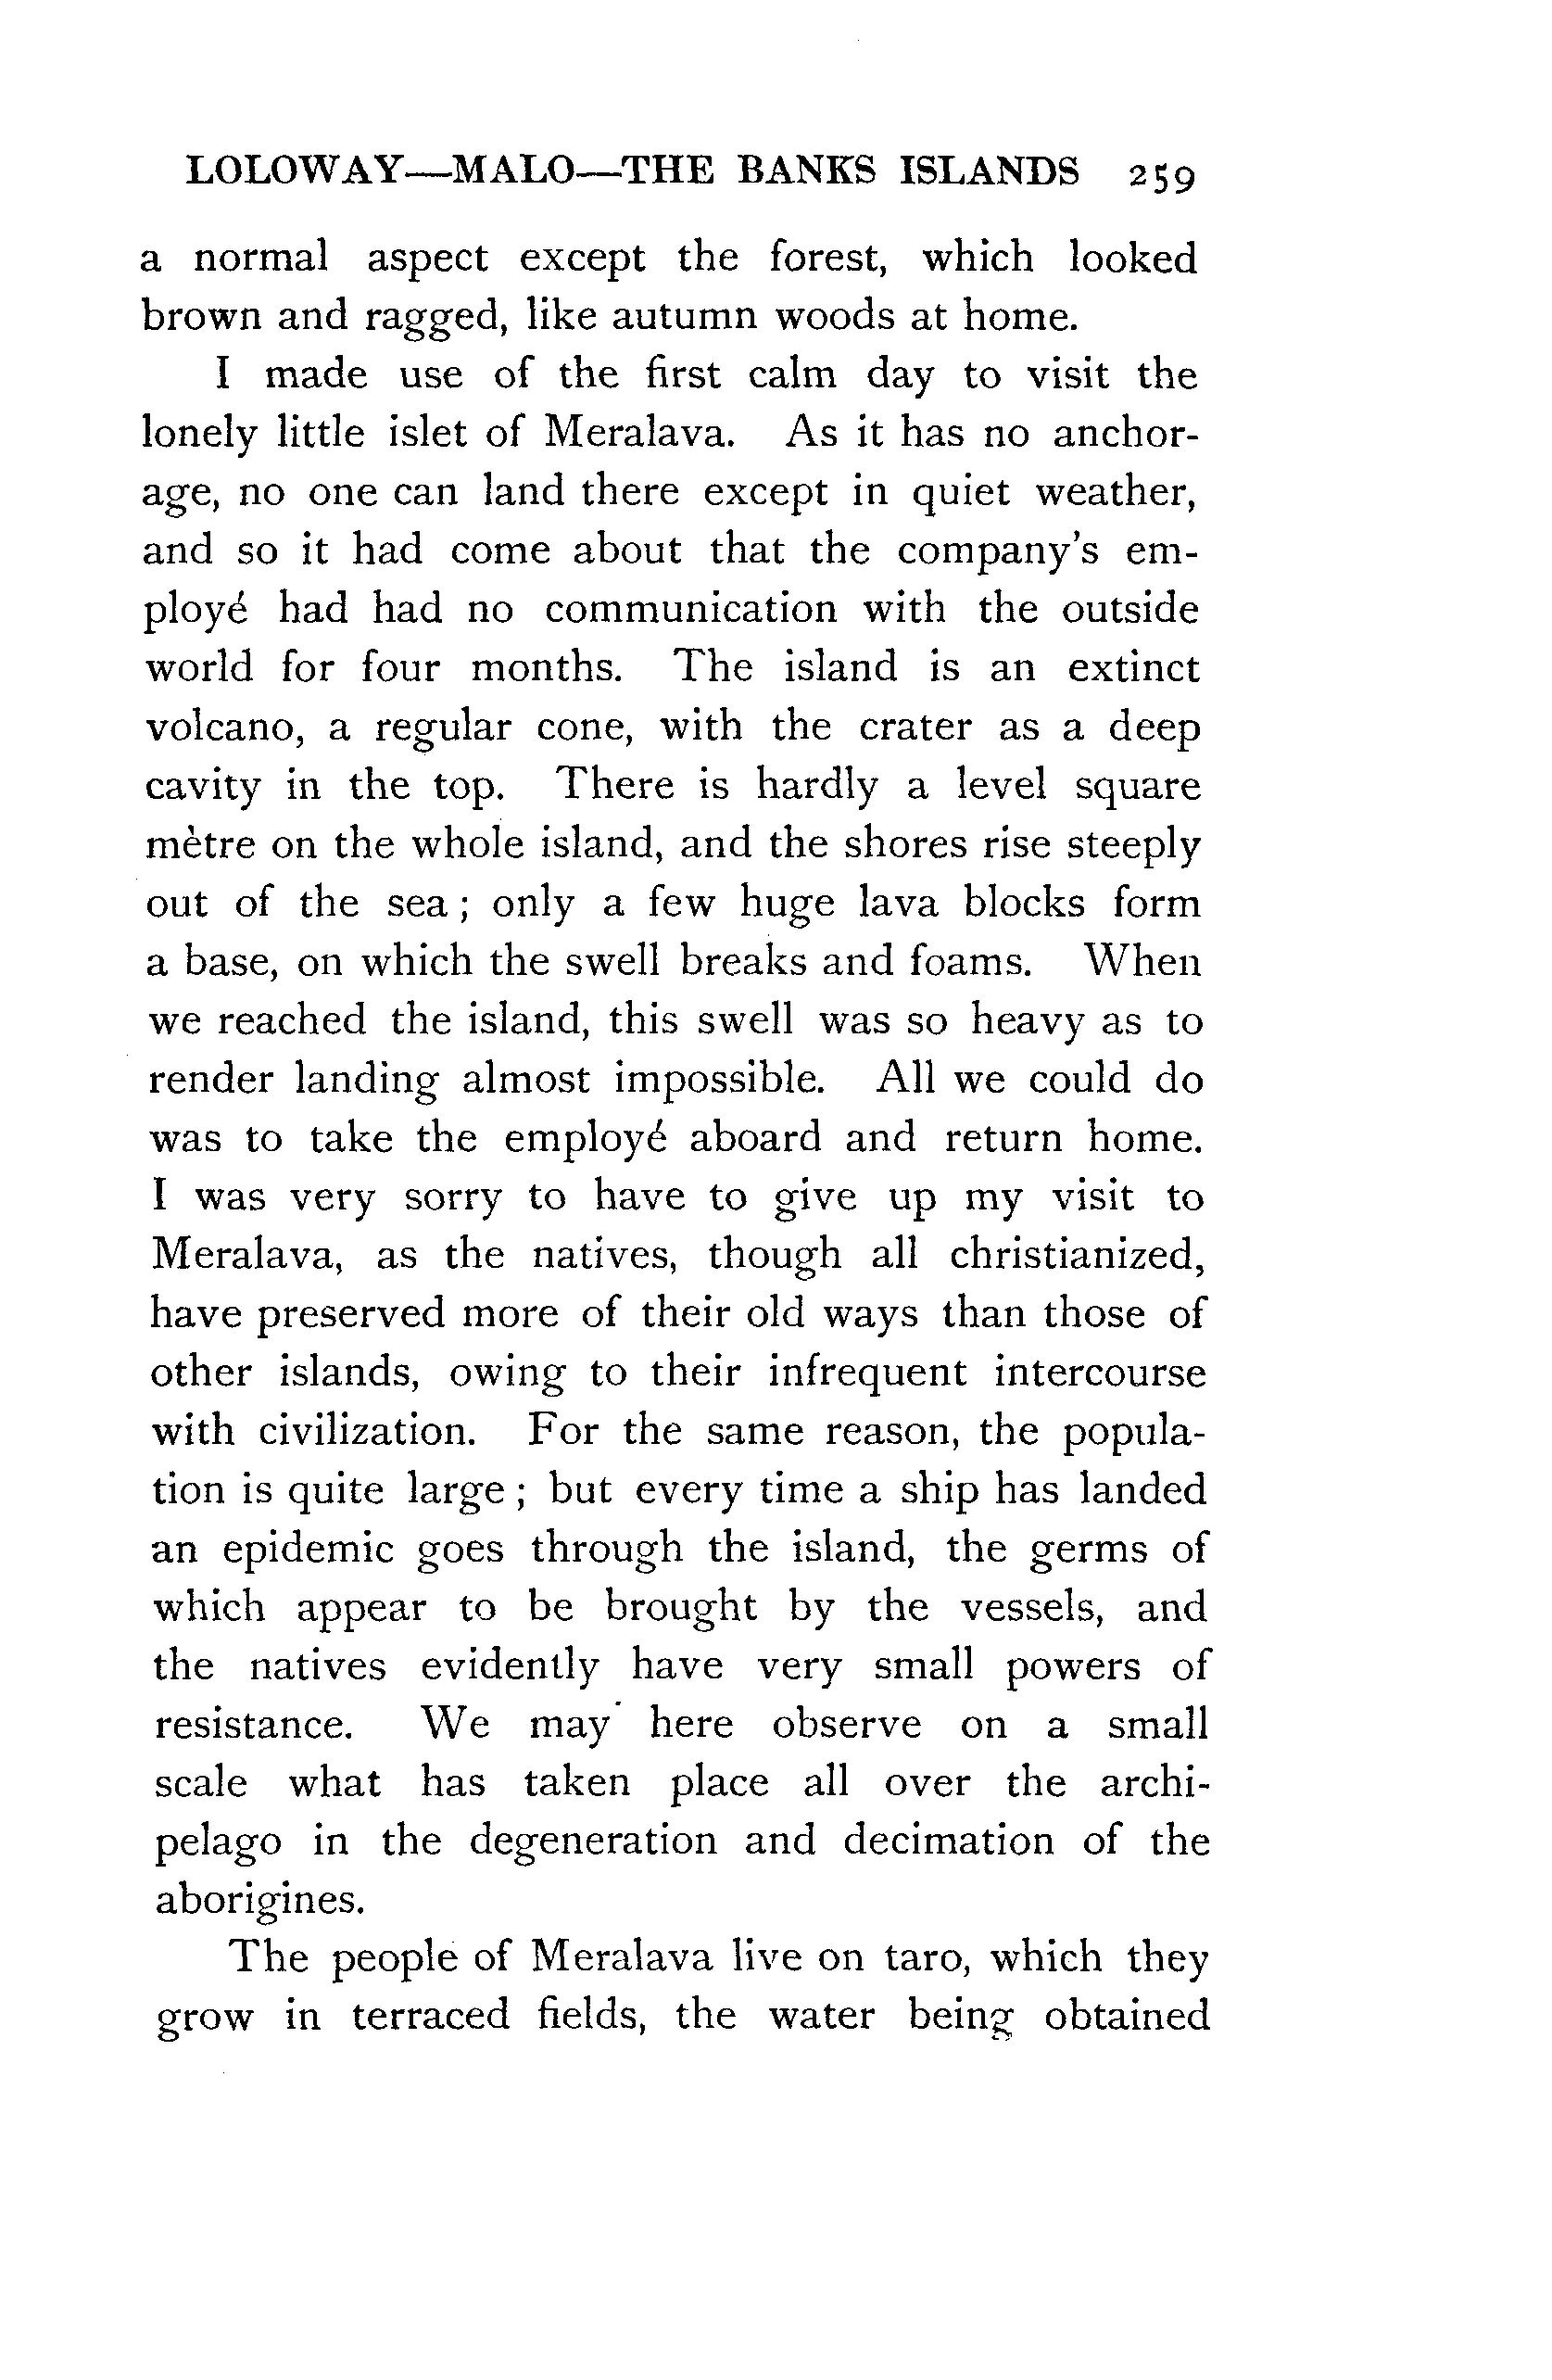 LOLOWAY—MALO—THE BANKS ISLANDS 259
a normal aspect except the forest, which looked
brown and ragged, like autumn woods at home.
I made use of the first calm day to visit the
lonely little islet of Meralava. As it has no anchor-
age, no one can land there except in quiet weather,
and so it had come about that the company's em-
ployé had had no communication with the outside
world for four months. The island is an extinct
volcano, a regular cone, with the crater as a deep
cavity in the top. There is hardly a level square
mètre on the whole island, and the shores rise steeply
out of the sea ; only a few huge lava blocks form
a base, on which the swell breaks and foams. When
we reached the island, this swell was so heavy as to
render landing almost impossible. All we could do
was to take the employé aboard and return home.
I was very sorry to have to give up my visit to
Meralava, as the natives, though all christianized,
have preserved more of their old ways than those of
other islands, owing to their infrequent intercourse
with civilization. For the same reason, the popula-
tion is quite large ; but every time a ship has landed
an epidemic goes through the island, the germs of
which appear to be brought by the vessels, and
the natives evidently have very small powers of
resistance. We may here observe on a small
scale what has taken place all over the archi-
pelago in the degeneration and decimation of the
aborigines.
The people of Meralava live on taro, which they
grow in terraced fields, the water being obtained